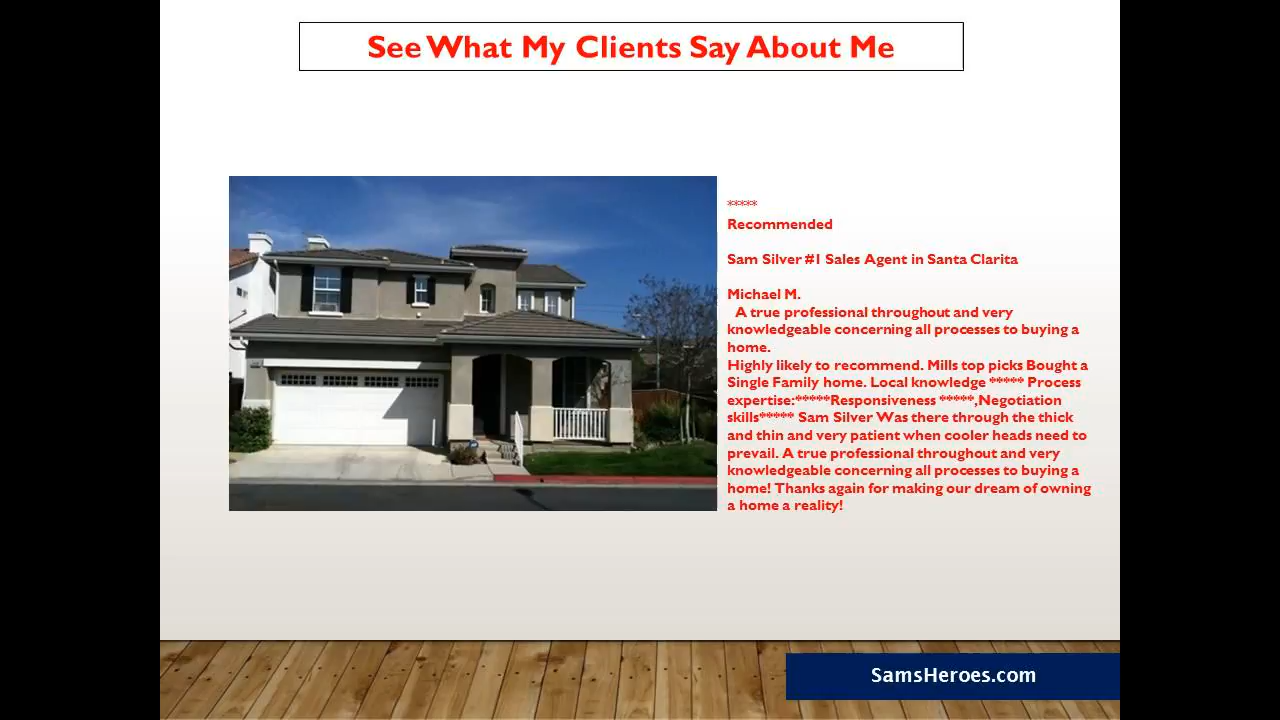 See What My Clients Say About Me
*****
Recommended
Sam Silver #1 Sales Agent in Santa Clarita
Michael M.
A true professional throughout and very
knowledgeable concerning all processes to buying a
home.
Highly likely to recommend. Mills top picks Bought a
Single Family home. Local knowledge ***** Process
expertise:*****Responsiveness *****,Negotiation
skills***** Sam Silver Was there through the thick
and thin and very patient when cooler heads need to
prevail. A true professional throughout and very
knowledgeable concerning all processes to buying a
home! Thanks again for making our dream of owning
a home a reality!
SamsHeroes.com